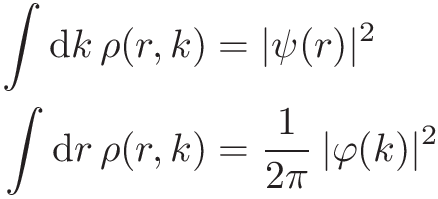 ∫ dk ρ(r, k) = |ψ(r)|²
∫ dr ρ(r, k) = 1/2π |φ(k)|²